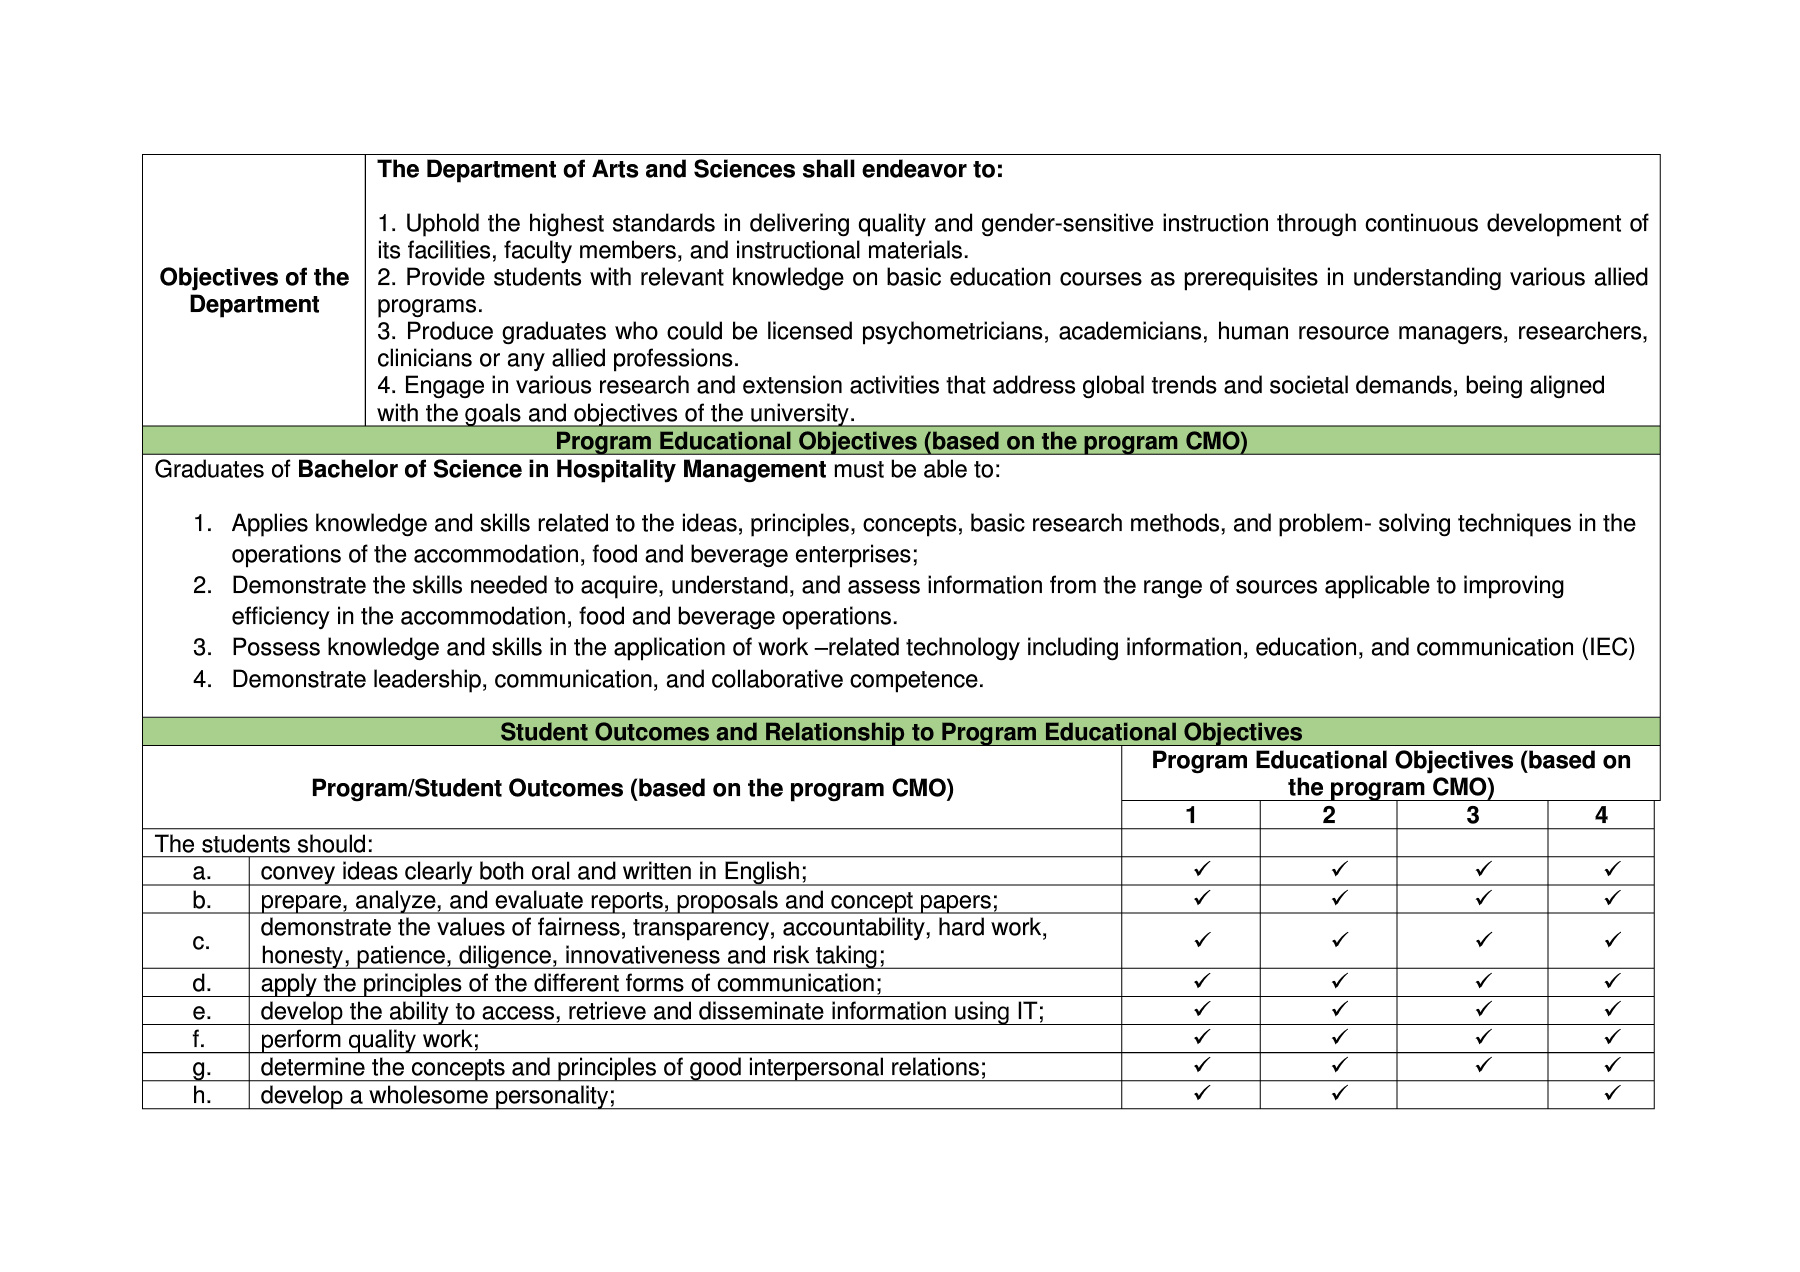 The Department of Arts and Sciences shall endeavor to:
1. Uphold the highest standards in delivering quality and gender-sensitive instruction through continuous development of
its facilities, faculty members, and instructional materials.
Objectives of the
Department
2. Provide students with relevant knowledge on basic education courses as prerequisites in understanding various allied
programs.
3. Produce graduates who could be licensed psychometricians, academicians, human resource managers, researchers,
clinicians or any allied professions.
4. Engage in various research and extension activities that address global trends and societal demands, being aligned
with the goals and objectives of the university.
Program Educational Objectives (based on the program CMO)
Graduates of Bachelor of Science in Hospitality Management must be able to:
1. Applies knowledge and skills related to the ideas, principles, concepts, basic research methods, and problem- solving techniques in the
operations of the accommodation, food and beverage enterprises;
2. Demonstrate the skills needed to acquire, understand, and assess information from the range of sources applicable to improving
efficiency in the accommodation, food and beverage operations.
3. Possess knowledge and skills in the application of work –related technology including information, education, and communication (IEC)
4. Demonstrate leadership, communication, and collaborative competence.
Student Outcomes and Relationship to Program Educational Objectives
Program/Student Outcomes (based on the program CMO)
Program Educational Objectives (based on
the program CMO)
1 2 3 4
The students should:
a. convey ideas clearly both oral and written in English; ✓ ✓ ✓ ✓
b. prepare, analyze, and evaluate reports, proposals and concept papers; ✓ ✓ ✓ ✓
c. demonstrate the values of fairness, transparency, accountability, hard work,
honesty, patience, diligence, innovativeness and risk taking; ✓ ✓ ✓ ✓
d. apply the principles of the different forms of communication; ✓ ✓ ✓ ✓
e. develop the ability to access, retrieve and disseminate information using IT; ✓ ✓ ✓ ✓
f. perform quality work; ✓ ✓ ✓ ✓
g. determine the concepts and principles of good interpersonal relations; ✓ ✓ ✓ ✓
h. develop a wholesome personality; ✓ ✓ ✓